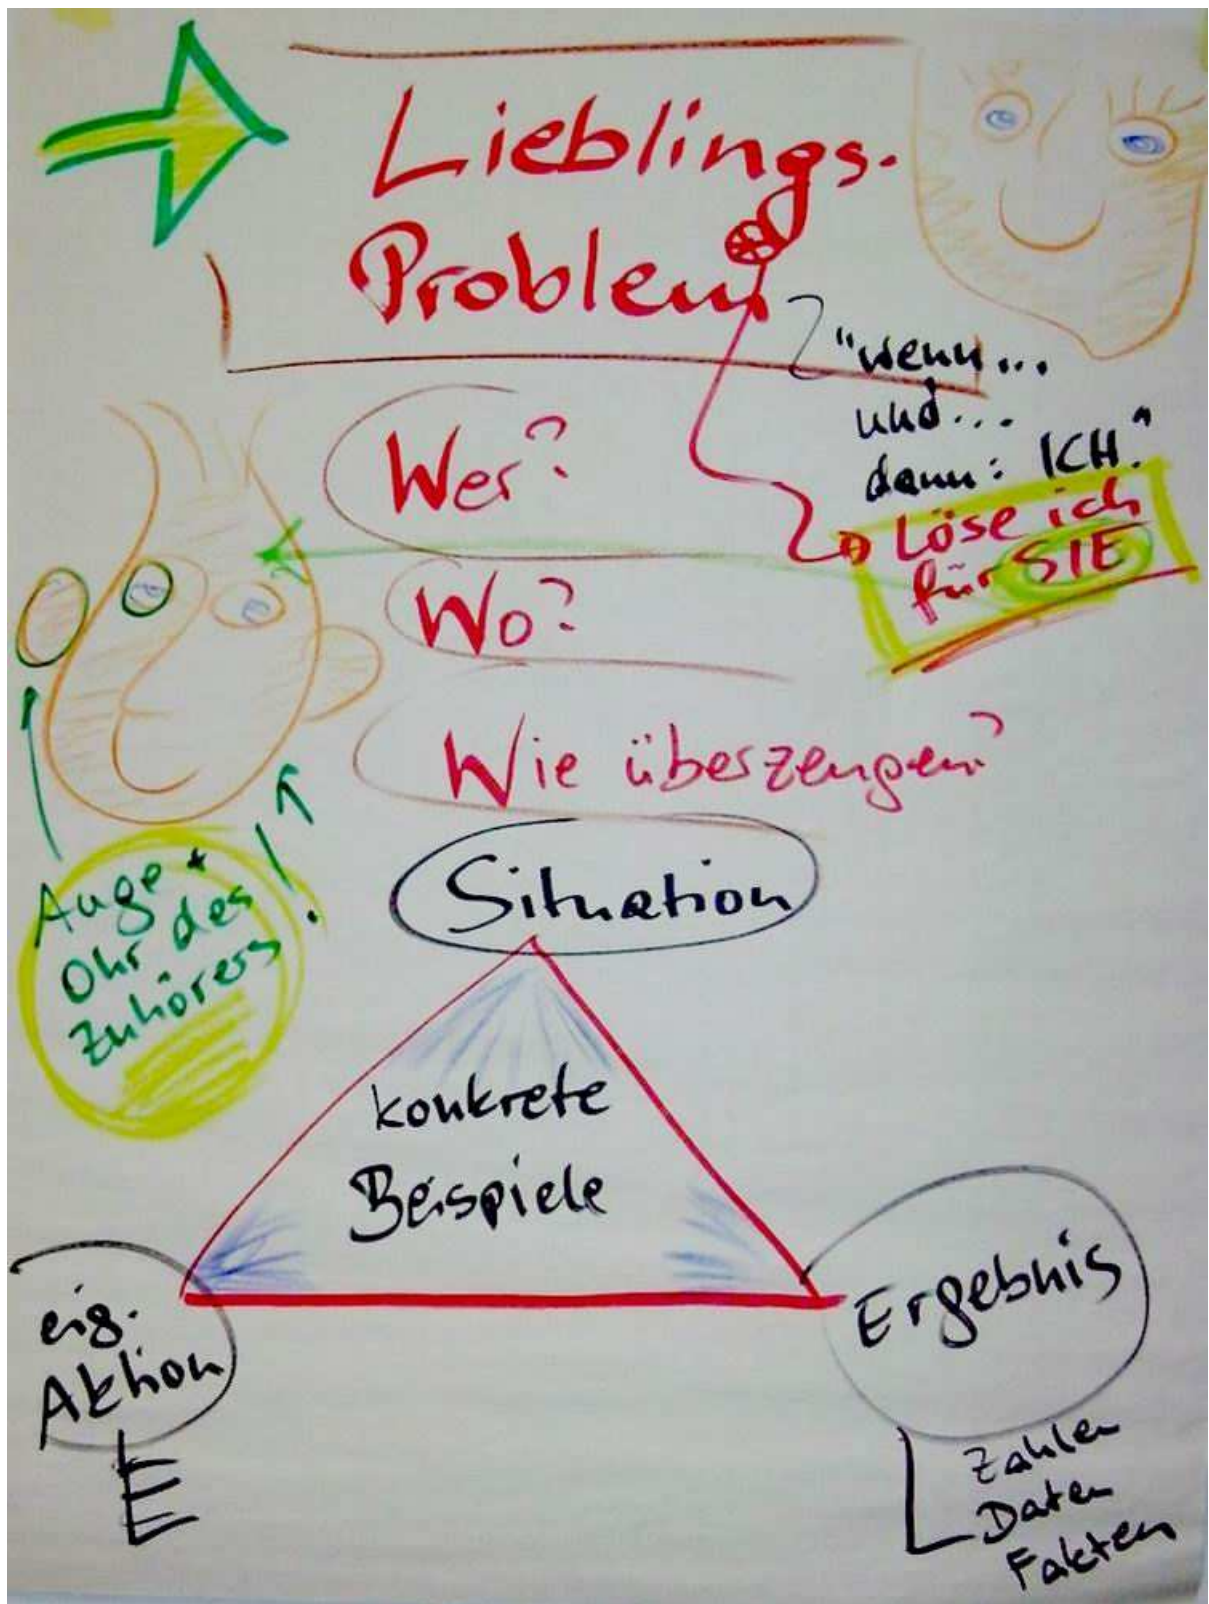 Lieblings-
Problem
"wenn...
und...
dann: ICH."
Löse ich
für SIE
Wer?
Wo?
Wie überzeugen?
Auge +
Ohr des
Zuhörers!
Situation
konkrete
Beispiele
eig.
Aktion
Ergebnis
Zahlen
Daten
Fakten